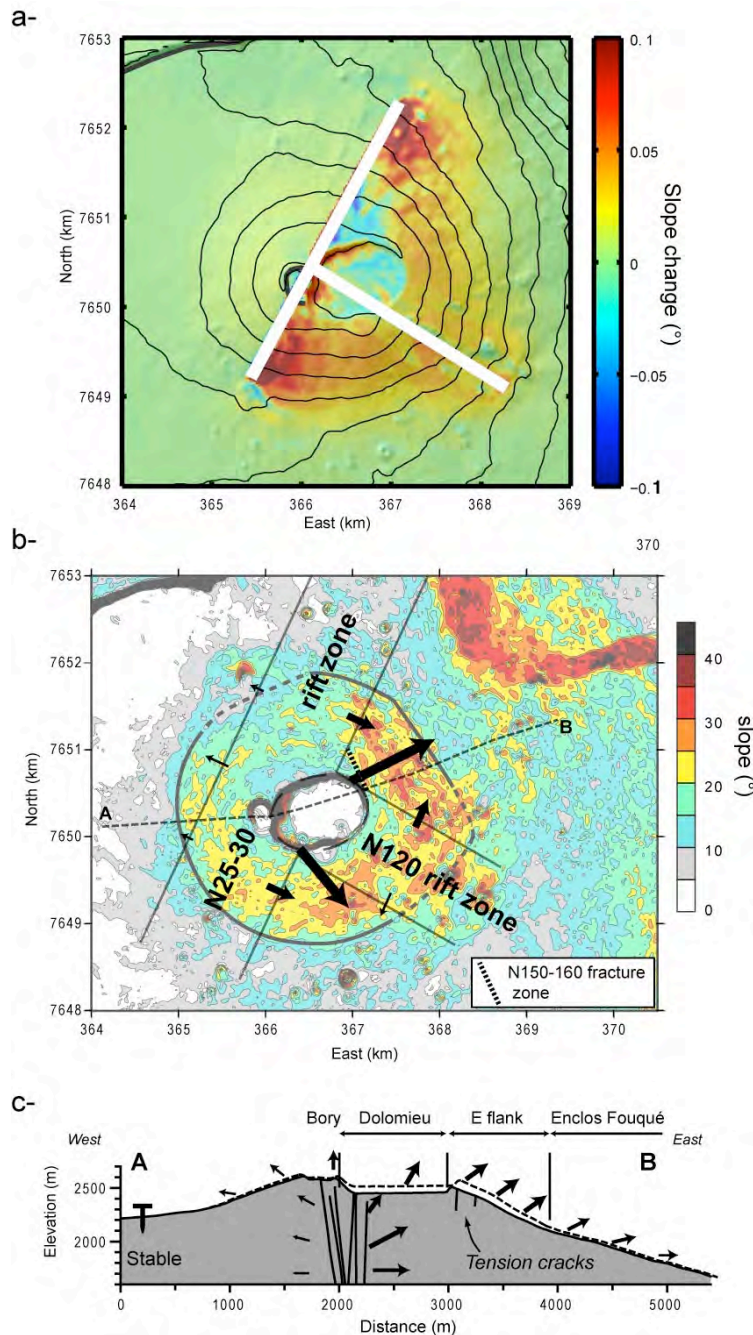 a-
7653
7652
7651
7650
7649
7648
North (km)
364 365 366 367 368 369
East (km)
0.1
0.05
0
−0.05
−0.1
Slope change (°)
b-
370
7653
7652
7651
7650
7649
7648
North (km)
rift zone
N25-30
N120 rift zone
A
B
N150-160 fracture
zone
364 365 366 367 368 369 370
East (km)
40
30
20
10
0
slope (°)
c-
Bory Dolomieu E flank Enclos Fouqué
West
East
A
B
2500
2000
Elevation (m)
Stable
Tension cracks
0 1000 2000 3000 4000 5000
Distance (m)